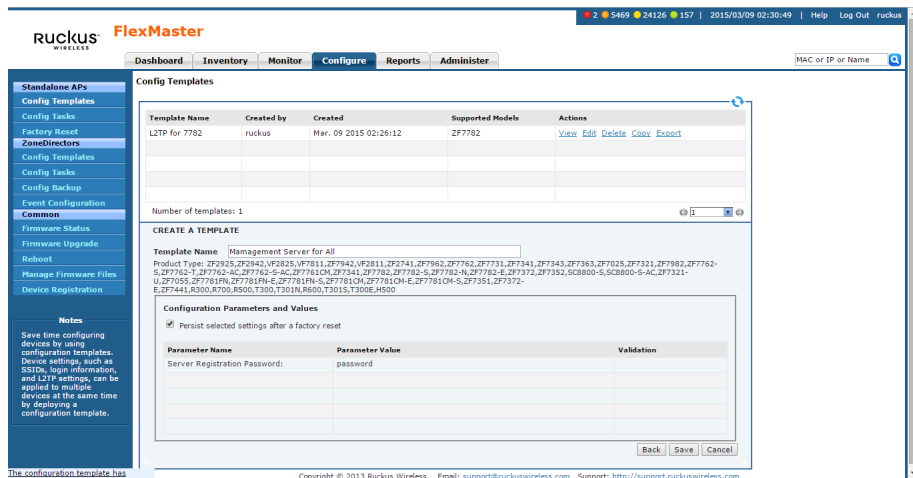 2 5469 24126 157 | 2015/03/09 02:30:49 | Help Log Out ruckus
RUCKUS WIRELESS
FlexMaster
Dashboard Inventory Monitor Configure Reports Administer
MAC or IP or Name
Standalone APs
Config Templates
Config Tasks
Factory Reset
ZoneDirectors
Config Templates
Config Tasks
Config Backup
Event Configuration
Common
Firmware Status
Firmware Upgrade
Reboot
Manage Firmware Files
Device Registration
Notes
Save time configuring
devices by using
configuration templates.
Device settings, such as
SSIDs, login information,
and L2TP settings, can be
applied to multiple
devices at the same time
by deploying a
configuration template.
Config Templates
Template Name Created by Created Supported Models Actions
L2TP for 7782 ruckus Mar. 09 2015 02:26:12 ZF7782 View Edit Delete Copy Export
Number of templates: 1
1
CREATE A TEMPLATE
Template Name Mamagement Server for All
Product Type: ZF2925,ZF2942,VF7811,ZF7942,VF2811,ZF2741,ZF7962,ZF7762,ZF7731,ZF7341,ZF7343,ZF7363,ZF7025,ZF7321,ZF7982,ZF7762-
S,ZF7762-T,ZF7762-AC,ZF7762-S-AC,ZF7761CM,ZF7341,ZF7782,ZF7782-S,ZF7782-N,ZF7782-E,ZF7372,ZF7352,SC8800-S,SC8800-S-AC,ZF7321-
U,ZF7055,ZF7781FN,ZF7781FN-E,ZF7781FN-S,ZF7781CM,ZF7781CM-E,ZF7781CM-S,ZF7351,ZF7372-
E,ZF7441,R300,R700,R500,T300,T301N,R600,T301S,T300E,H500
Configuration Parameters and Values
Persist selected settings after a factory reset
Parameter Name Parameter Value Validation
Server Registration Password: password
Back Save Cancel
The configuration template has
Copyright © 2013 Ruckus Wireless. Email: support@ruckuswireless.com Support: http://support.ruckuswireless.com